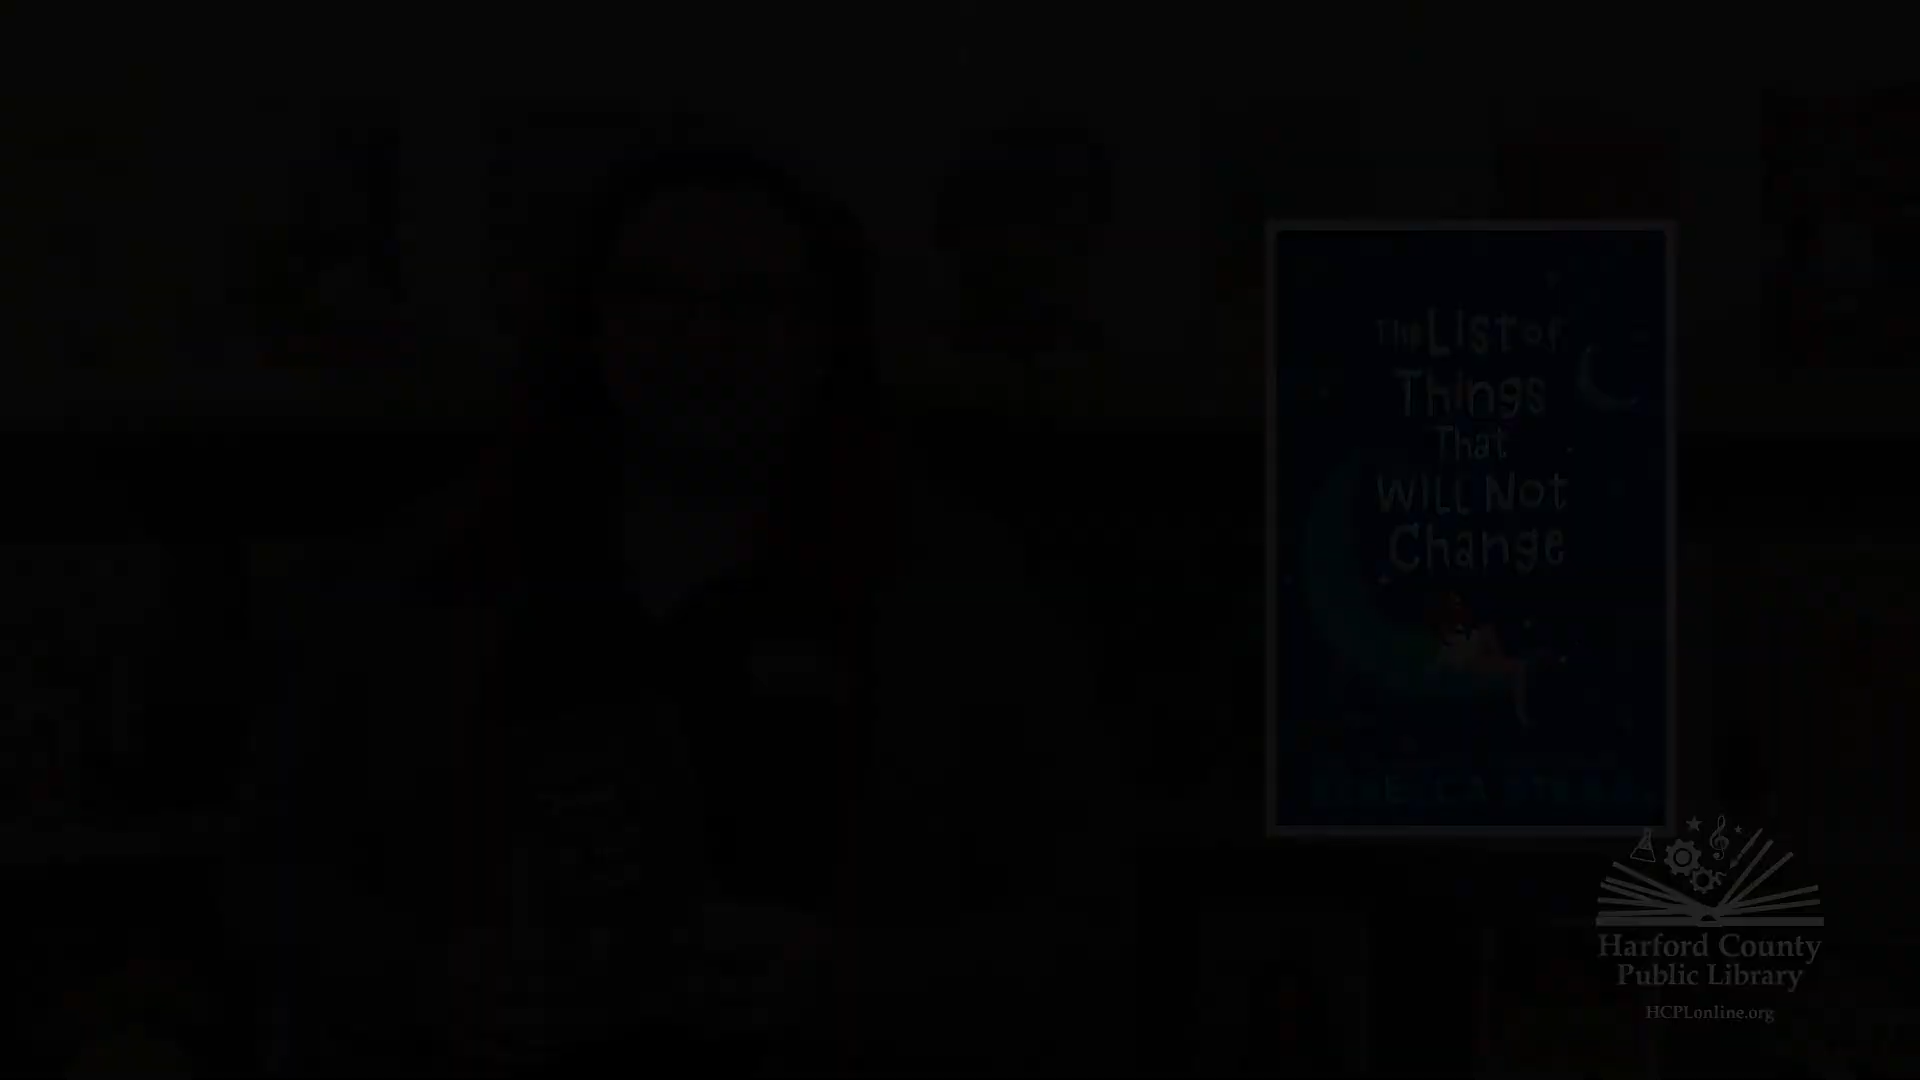 The List of
Things
That
Will Not
Change
Harford County
Public Library
HCPLonline.org